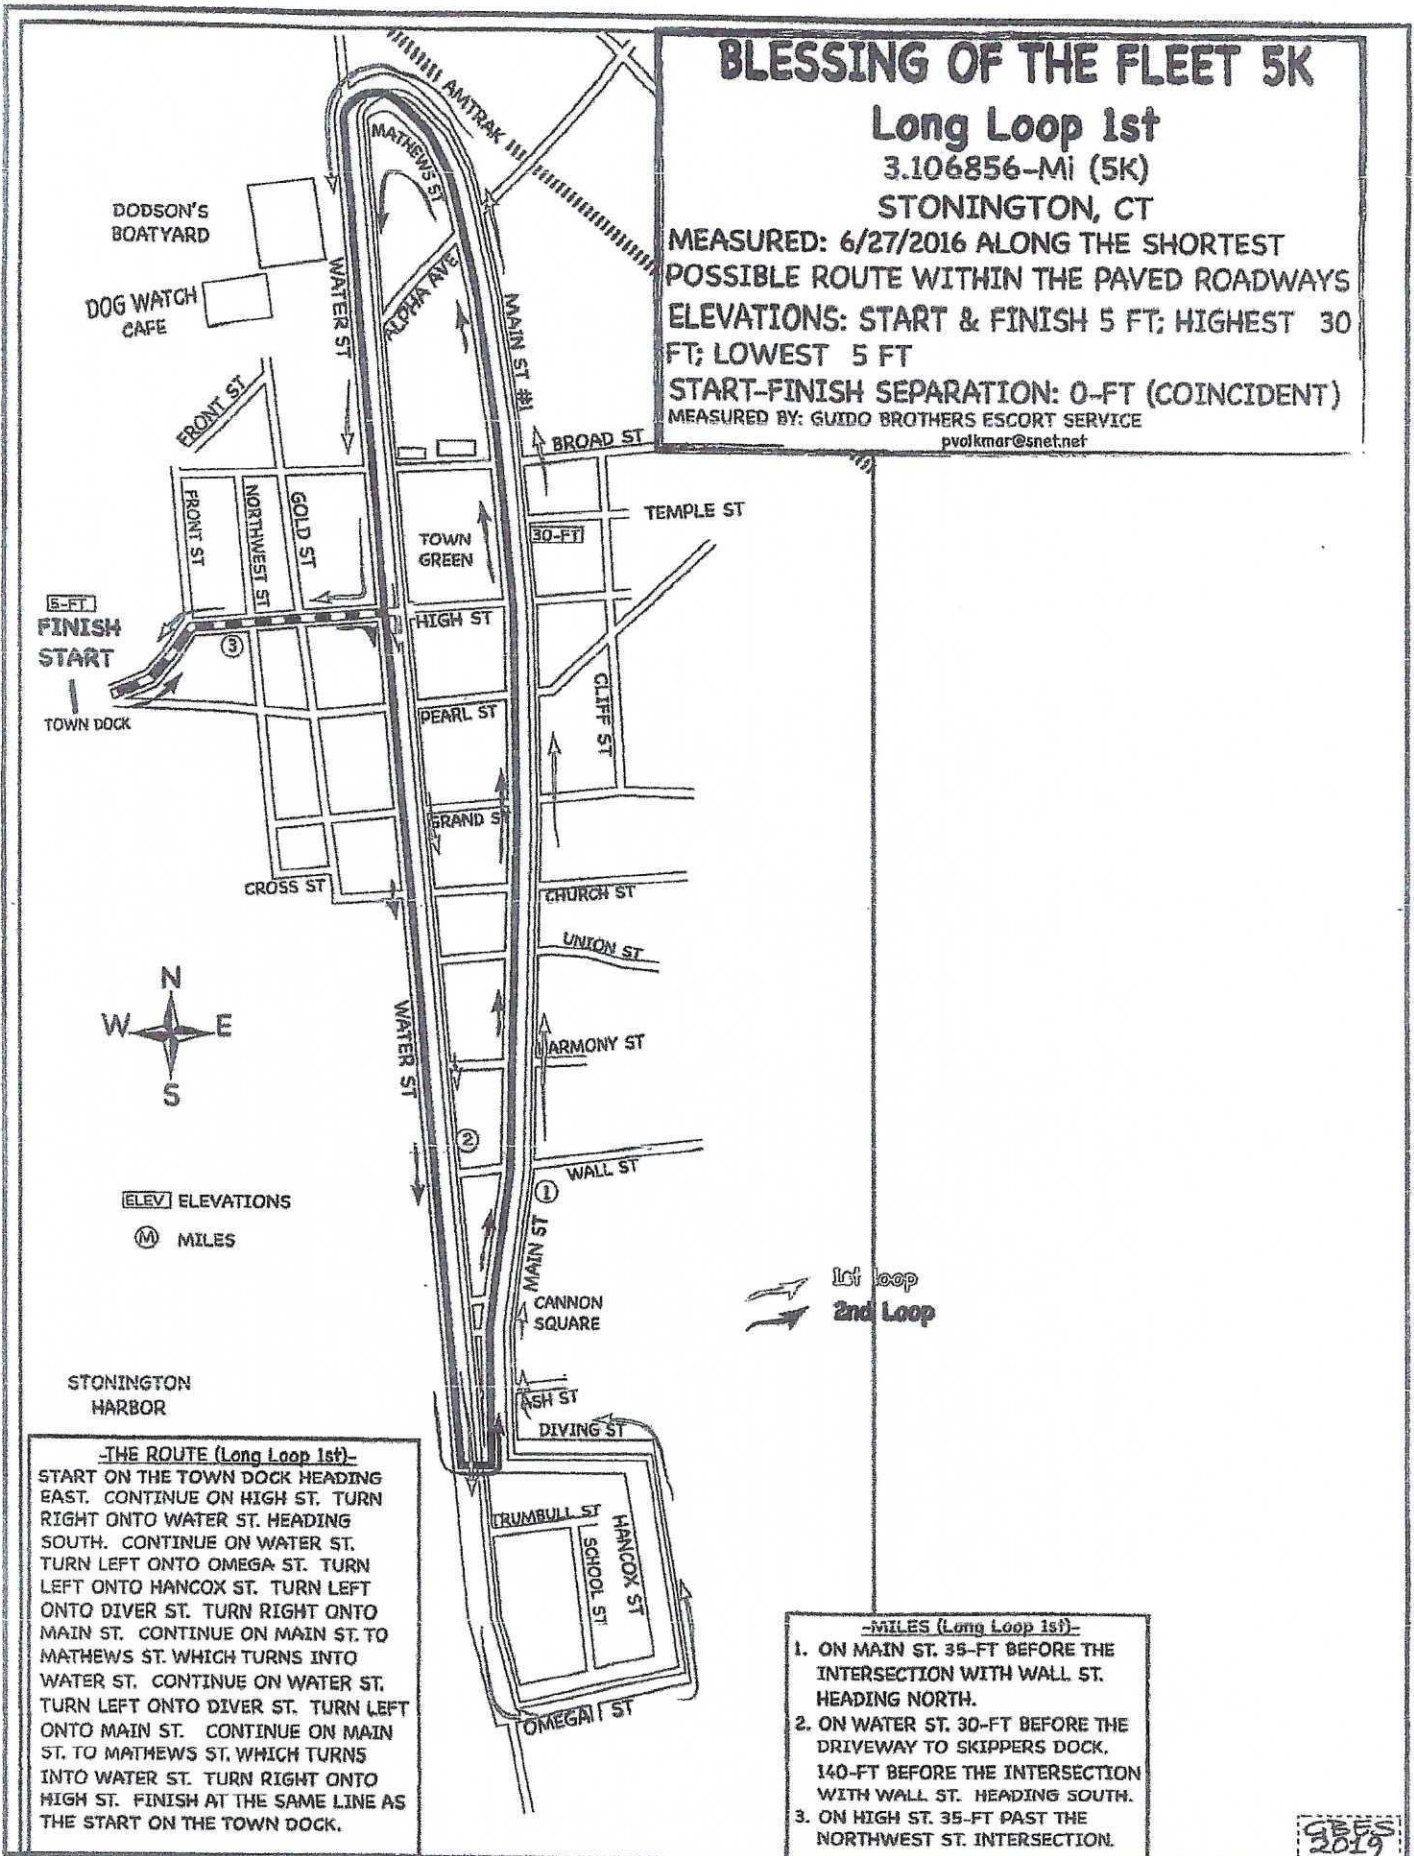 BLESSING OF THE FLEET 5K
Long Loop 1st
3.106856-Mi (5K)
STONINGTON, CT
MEASURED: 6/27/2016 ALONG THE SHORTEST
POSSIBLE ROUTE WITHIN THE PAVED ROADWAYS
ELEVATIONS: START & FINISH 5 FT; HIGHEST 30
FT; LOWEST 5 FT
START-FINISH SEPARATION: 0-FT (COINCIDENT)
MEASURED BY: GUIDO BROTHERS ESCORT SERVICE
pvolkmar@snet.net
AMTRAK
MATHEWS ST
DODSON'S
BOATYARD
DOG WATCH
CAFE
WATER ST
ALPHA AVE
MAIN ST #1
FRONT ST
BROAD ST
FRONT ST
NORTHWEST ST
GOLD ST
TOWN
GREEN
30-FT
TEMPLE ST
5-FT
FINISH
START
TOWN DOCK
3
HIGH ST
PEARL ST
CLIFF ST
GRAND ST
CROSS ST
CHURCH ST
UNION ST
N
W E
S
WATER ST
ARMONY ST
2
WALL ST
1
MAIN ST
ELEV ELEVATIONS
M MILES
CANNON
SQUARE
1st loop
2nd Loop
STONINGTON
HARBOR
ASH ST
DIVING ST
TRUMBULL ST
SCHOOL ST
HANCOX ST
OMEGA ST
-THE ROUTE (Long Loop 1st)-
START ON THE TOWN DOCK HEADING
EAST. CONTINUE ON HIGH ST. TURN
RIGHT ONTO WATER ST. HEADING
SOUTH. CONTINUE ON WATER ST.
TURN LEFT ONTO OMEGA ST. TURN
LEFT ONTO HANCOX ST. TURN LEFT
ONTO DIVER ST. TURN RIGHT ONTO
MAIN ST. CONTINUE ON MAIN ST. TO
MATHEWS ST. WHICH TURNS INTO
WATER ST. CONTINUE ON WATER ST.
TURN LEFT ONTO DIVER ST. TURN LEFT
ONTO MAIN ST. CONTINUE ON MAIN
ST. TO MATHEWS ST. WHICH TURNS
INTO WATER ST. TURN RIGHT ONTO
HIGH ST. FINISH AT THE SAME LINE AS
THE START ON THE TOWN DOCK.
-MILES (Long Loop 1st)-
1. ON MAIN ST. 35-FT BEFORE THE
INTERSECTION WITH WALL ST.
HEADING NORTH.
2. ON WATER ST. 30-FT BEFORE THE
DRIVEWAY TO SKIPPERS DOCK.
140-FT BEFORE THE INTERSECTION
WITH WALL ST. HEADING SOUTH.
3. ON HIGH ST. 35-FT PAST THE
NORTHWEST ST. INTERSECTION.
GBES
2019